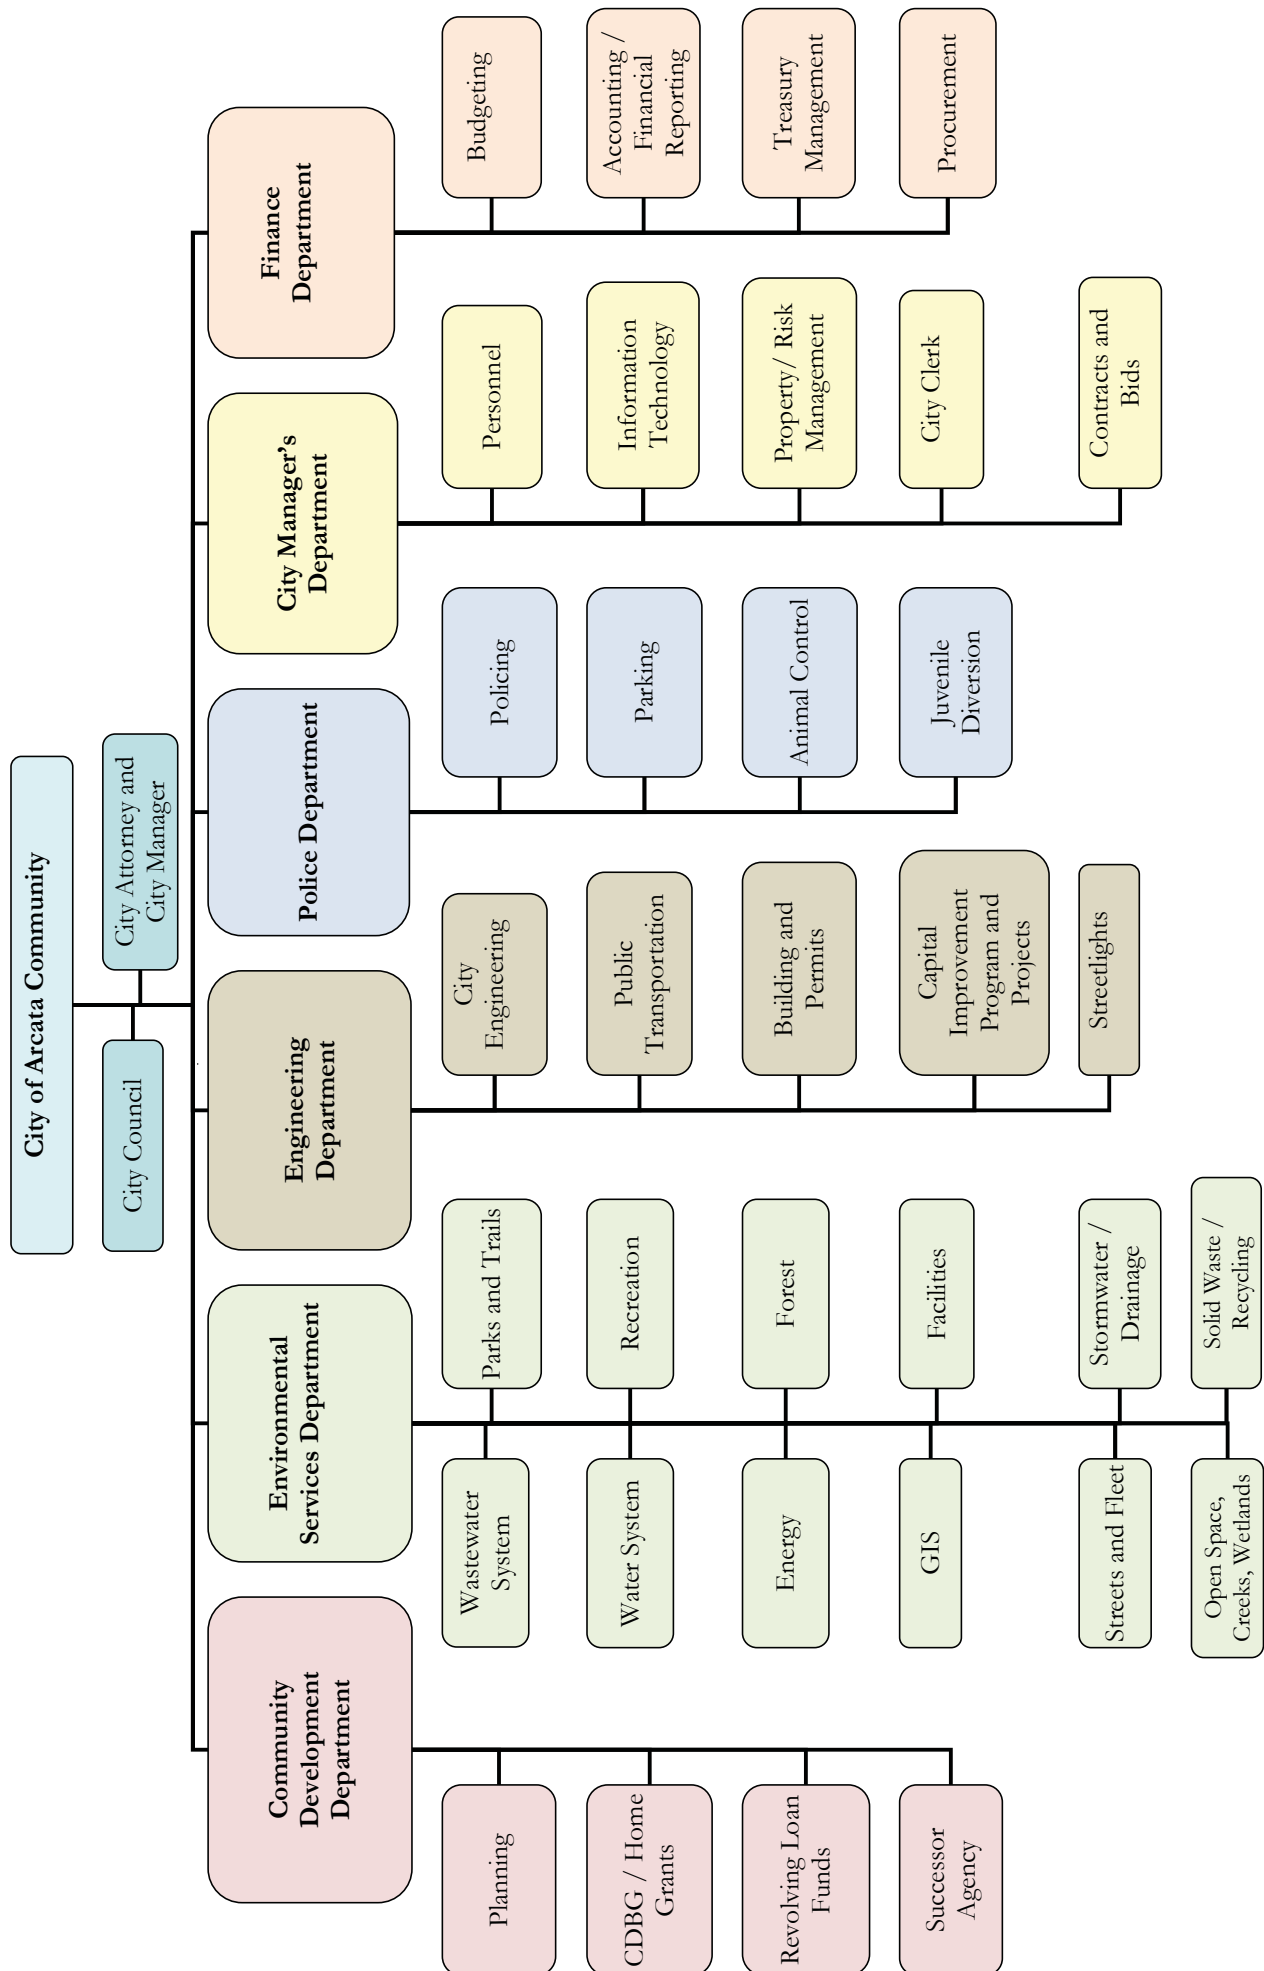 City of Arcata Community
City Council
City Attorney and
City Manager
Community
Development
Department
Environmental
Services Department
Engineering
Department
Police Department
City Manager’s
Department
Finance
Department
Planning
CDBG / Home
Grants
Revolving Loan
Funds
Successor
Agency
Wastewater
System
Water System
Energy
GIS
Streets and Fleet
Open Space,
Creeks, Wetlands
Parks and Trails
Recreation
Forest
Facilities
Stormwater /
Drainage
Solid Waste /
Recycling
City
Engineering
Public
Transportation
Building and
Permits
Capital
Improvement
Program and
Projects
Streetlights
Policing
Parking
Animal Control
Juvenile
Diversion
Personnel
Information
Technology
Property/ Risk
Management
City Clerk
Contracts and
Bids
Budgeting
Accounting /
Financial
Reporting
Treasury
Management
Procurement